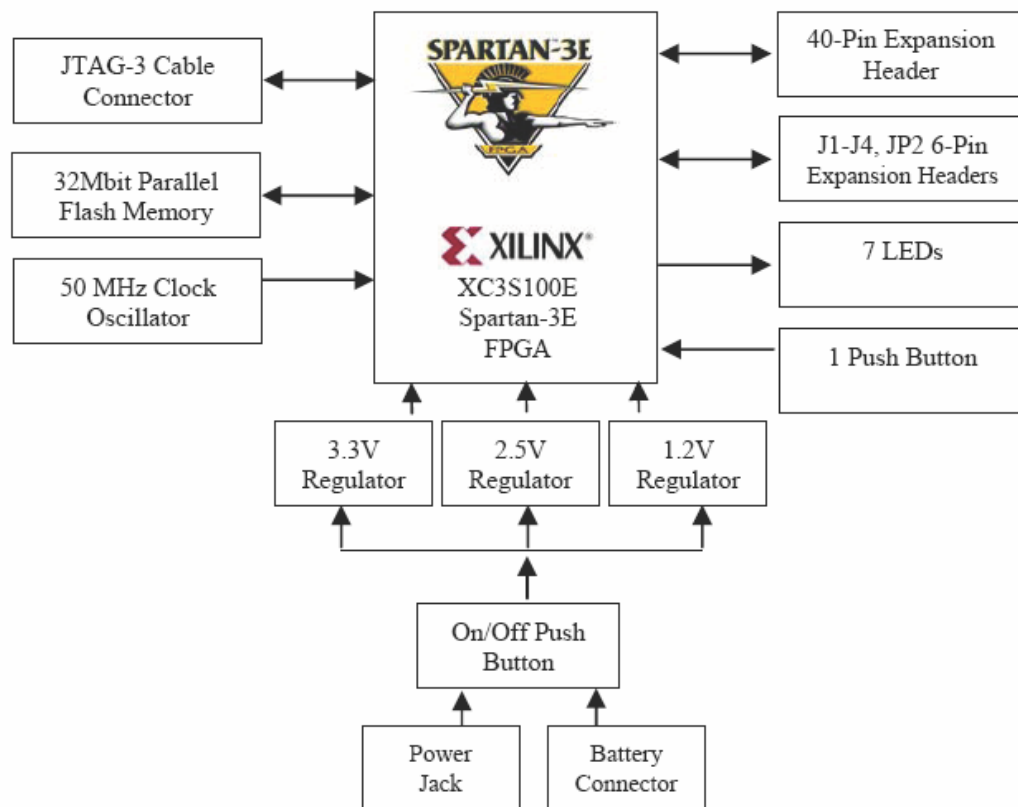 SPARTAN-3E
FPGA
XILINX®
XC3S100E
Spartan-3E
FPGA
JTAG-3 Cable
Connector
32Mbit Parallel
Flash Memory
50 MHz Clock
Oscillator
40-Pin Expansion
Header
J1-J4, JP2 6-Pin
Expansion Headers
7 LEDs
1 Push Button
3.3V
Regulator
2.5V
Regulator
1.2V
Regulator
On/Off Push
Button
Power
Jack
Battery
Connector